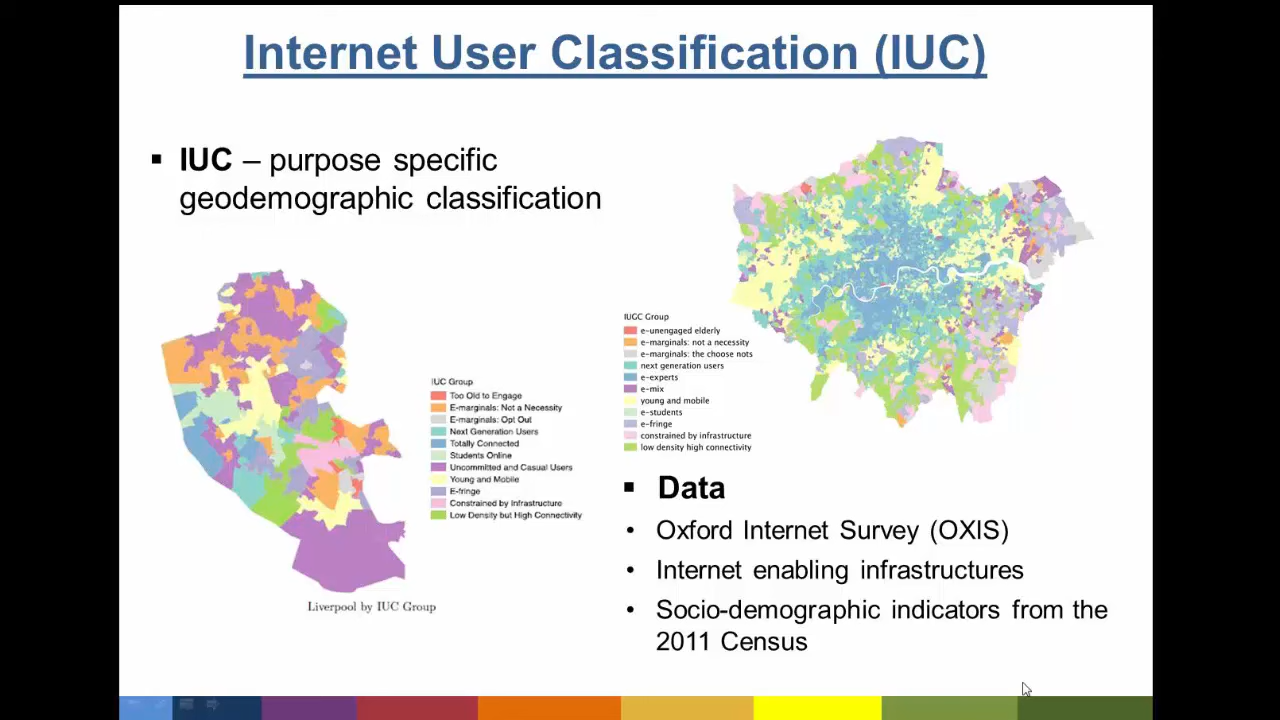 Internet User Classification (IUC)
▪ IUC – purpose specific
geodemographic classification
IUC Group
Too Old to Engage
E-marginals: Not a Necessity
E-marginals: Opt Out
Next Generation Users
Totally Connected
Students Online
Uncommitted and Casual Users
Young and Mobile
E-fringe
Constrained by Infrastructure
Low Density but High Connectivity
Liverpool by IUC Group
IUGC Group
e-unengaged elderly
e-marginals: not a necessity
e-marginals: the choose nots
next generation users
e-experts
e-mix
young and mobile
e-students
e-fringe
constrained by infrastructure
low density high connectivity
▪ Data
• Oxford Internet Survey (OXIS)
• Internet enabling infrastructures
• Socio-demographic indicators from the
2011 Census